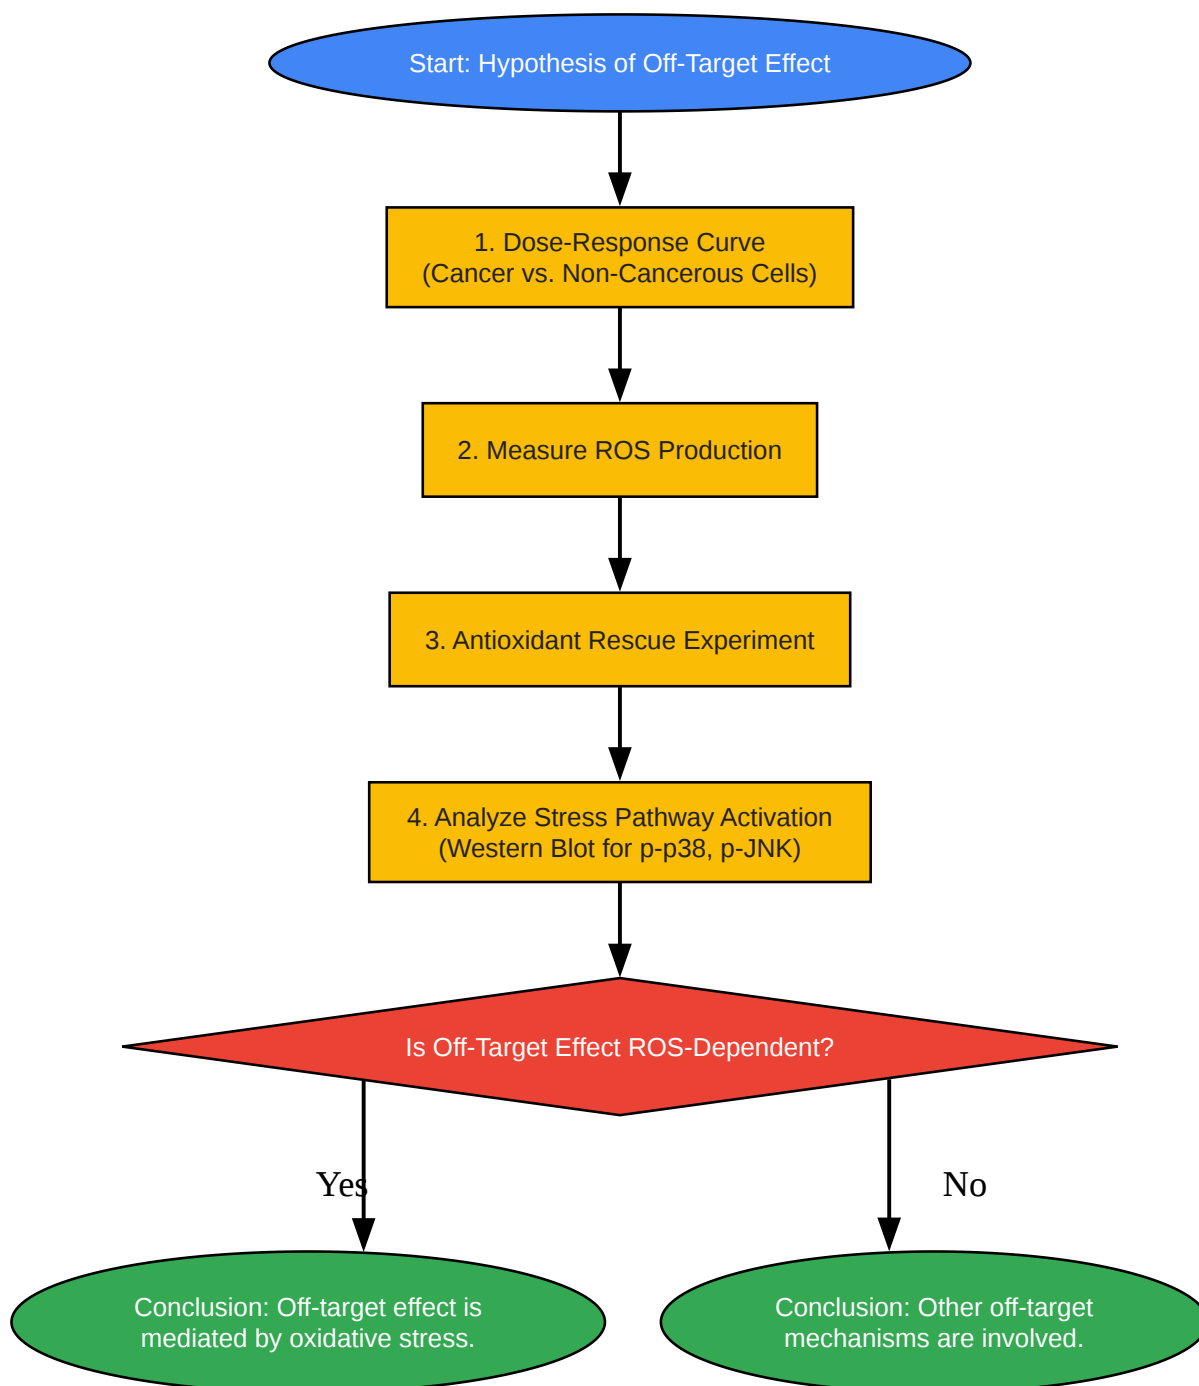 Start: Hypothesis of Off-Target Effect
1. Dose-Response Curve
(Cancer vs. Non-Cancerous Cells)
2. Measure ROS Production
3. Antioxidant Rescue Experiment
4. Analyze Stress Pathway Activation
(Western Blot for p-p38, p-JNK)
Is Off-Target Effect ROS-Dependent?
Yes
No
Conclusion: Off-target effect is
mediated by oxidative stress.
Conclusion: Other off-target
mechanisms are involved.